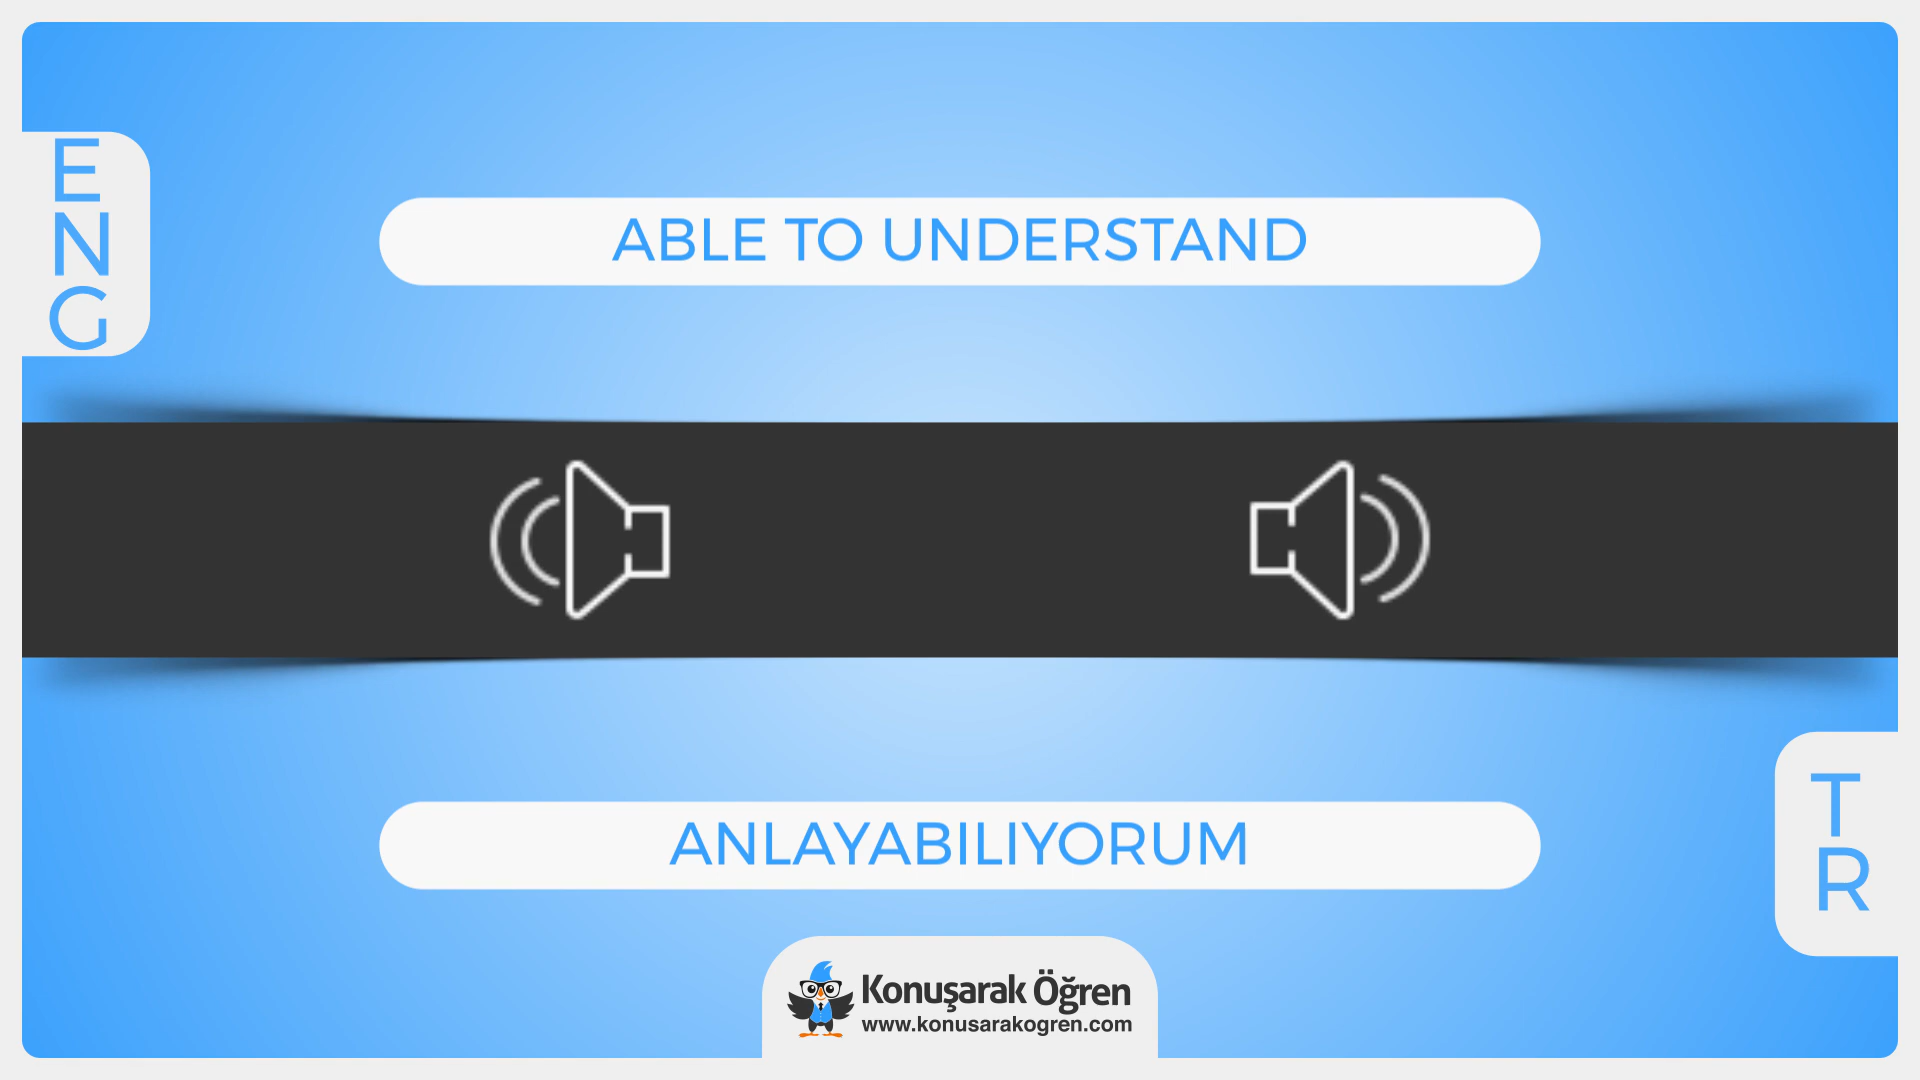 ENG
ABLE TO UNDERSTAND
ANLAYABILIYORUM
TR
Konuşarak Öğren
www.konusarakogren.com